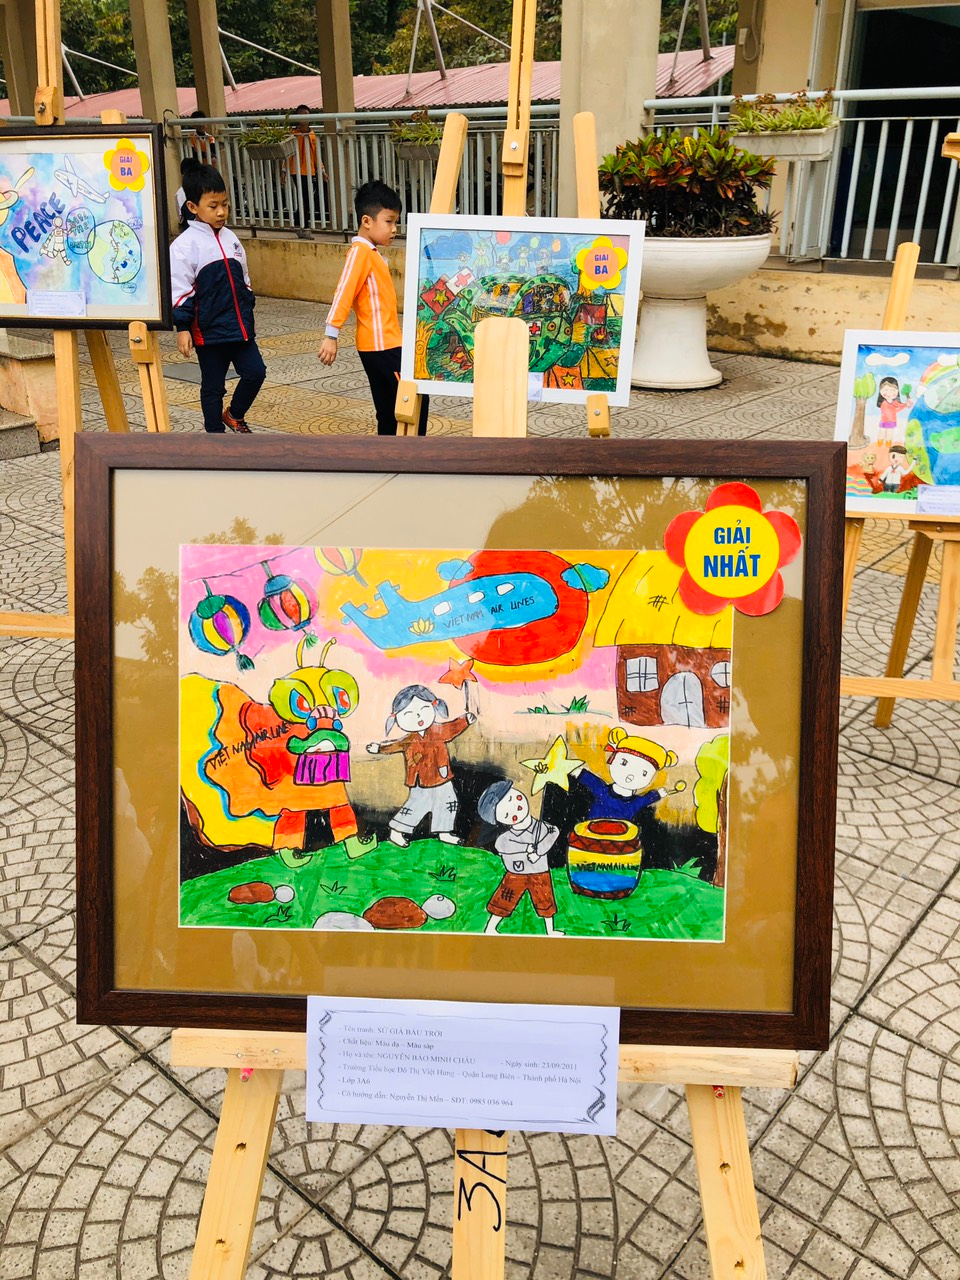 GIẢI
BA
PEACE
GIẢI
BA
GIẢI
NHẤT
VIETNAM AIR LINES
VIỆT NAM AIR LINE
VIETNAM AIR LINE
- Tên tranh: SỨ GIẢ BẦU TRỜI
- Chất liệu: Màu dạ – Màu sáp
- Họ và tên: NGUYỄN BẢO MINH CHÂU - Ngày sinh: 23/09/2011
- Trường Tiểu học Đô Thị Việt Hưng – Quận Long Biên – Thành phố Hà Nội
- Lớp 3A6
- Cô hướng dẫn: Nguyễn Thị Mến – SĐT: 0985 036 964
3A